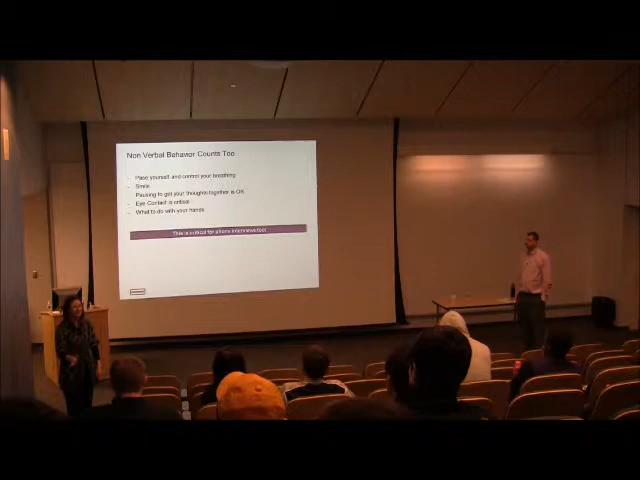 Non Verbal Behavior Counts Too
- Pase yourself and control your breathing
- Smile
- Pausing to get your thoughts together is OK
- Eye Contact is critical
- What to do with your hands
This is critical for phone interviews too!